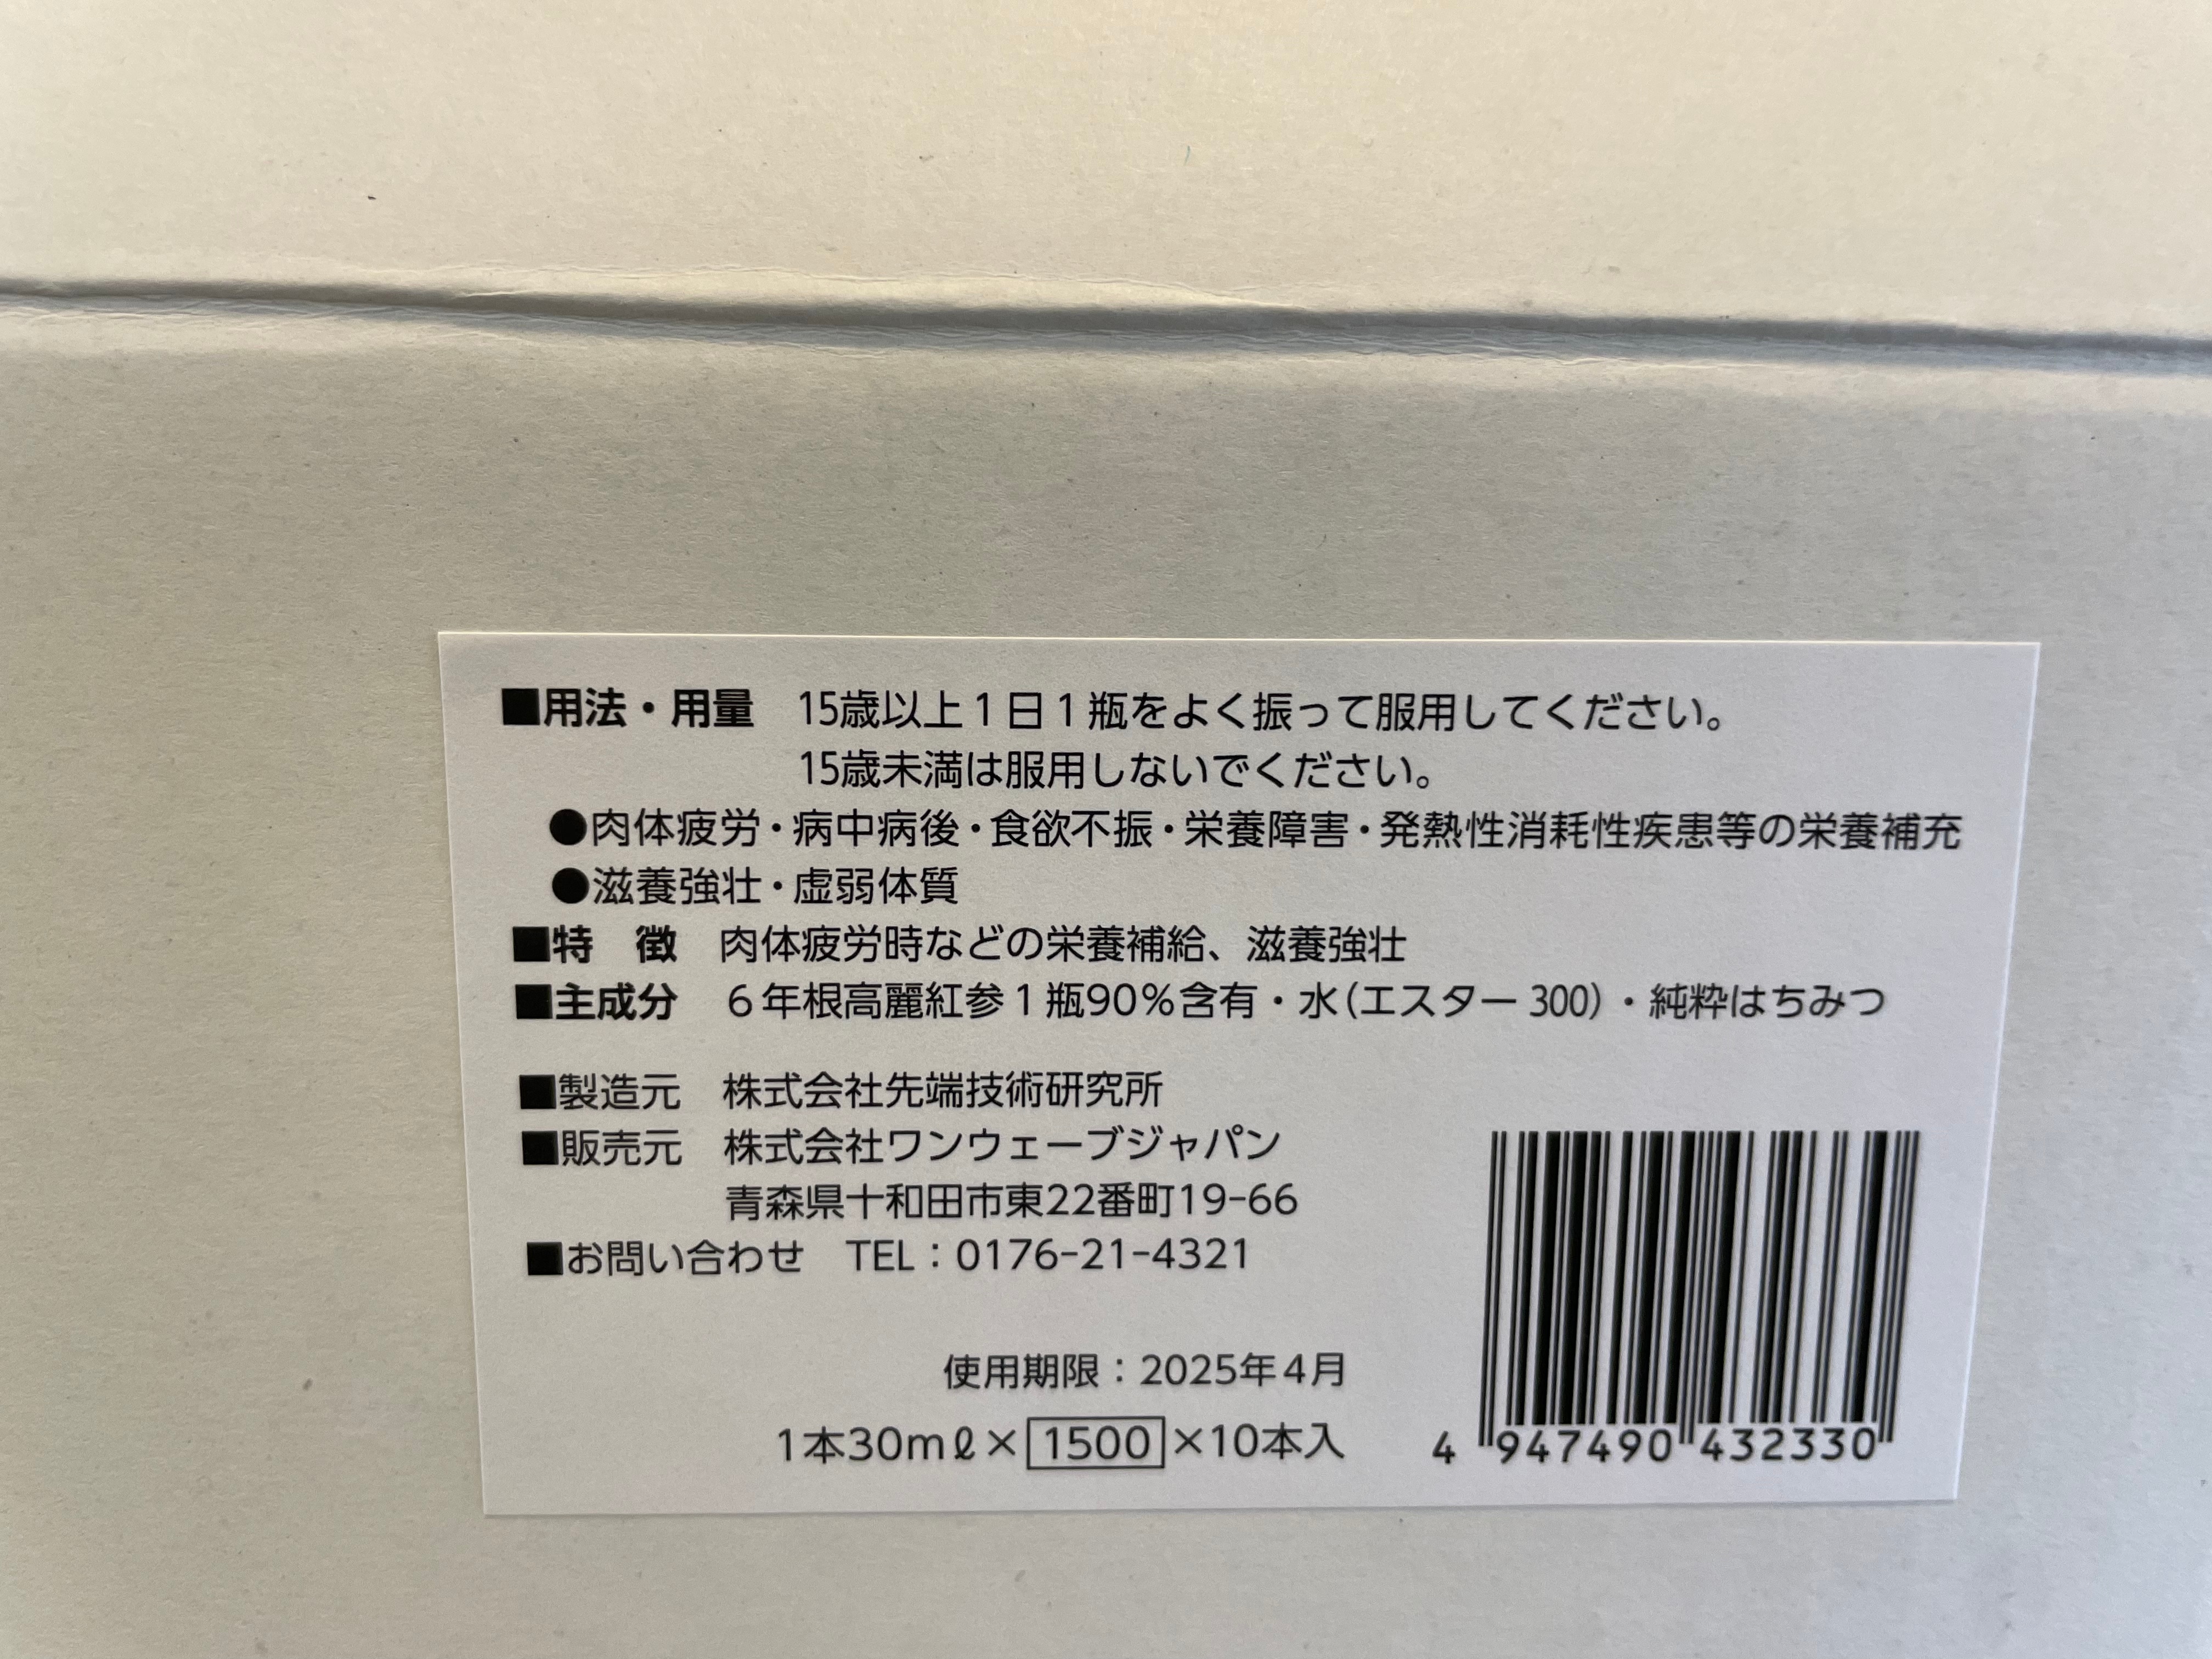 ■用法・用量　15歳以上１日１瓶をよく振って服用してください。
15歳未満は服用しないでください。
●肉体疲労・病中病後・食欲不振・栄養障害・発熱性消耗性疾患等の栄養補充
●滋養強壮・虚弱体質
■特　徴　肉体疲労時などの栄養補給、滋養強壮
■主成分　６年根高麗紅参１瓶90％含有・水（エスター300）・純粋はちみつ
■製造元　株式会社先端技術研究所
■販売元　株式会社ワンウェーブジャパン
青森県十和田市東22番町19-66
■お問い合わせ　TEL：0176-21-4321
使用期限：2025年4月
1本30mℓ×1500×10本入
4 947490 432330